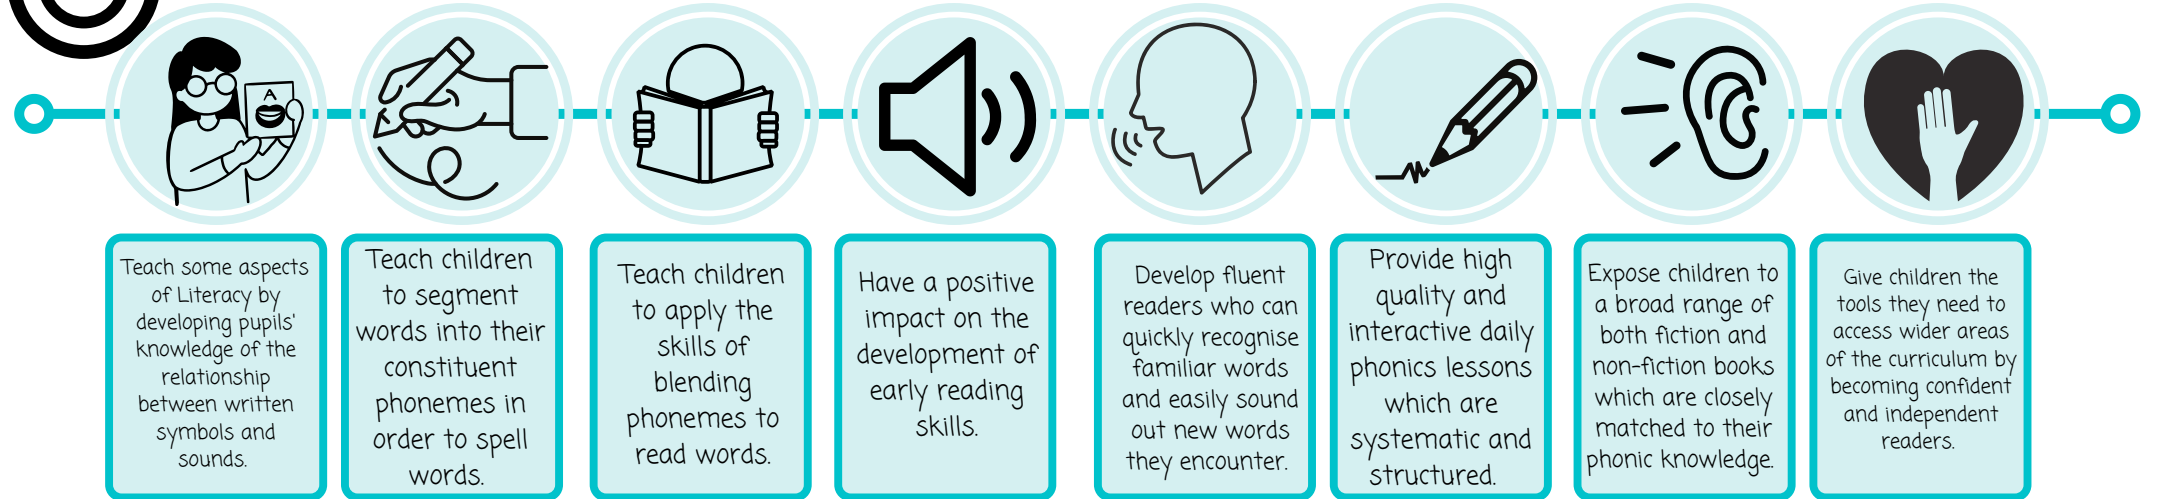 A
Teach some aspects
of Literacy by
developing pupils'
knowledge of the
relationship
between written
symbols and
sounds.
Teach children
to segment
words into their
constituent
phonemes in
order to spell
words.
Teach children
to apply the
skills of
blending
phonemes to
read words.
Have a positive
impact on the
development of
early reading
skills.
Develop fluent
readers who can
quickly recognise
familiar words
and easily sound
out new words
they encounter.
Provide high
quality and
interactive daily
phonics lessons
which are
systematic and
structured.
Expose children to
a broad range of
both fiction and
non-fiction books
which are closely
matched to their
phonic knowledge.
Give children the
tools they need to
access wider areas
of the curriculum by
becoming confident
and independent
readers.